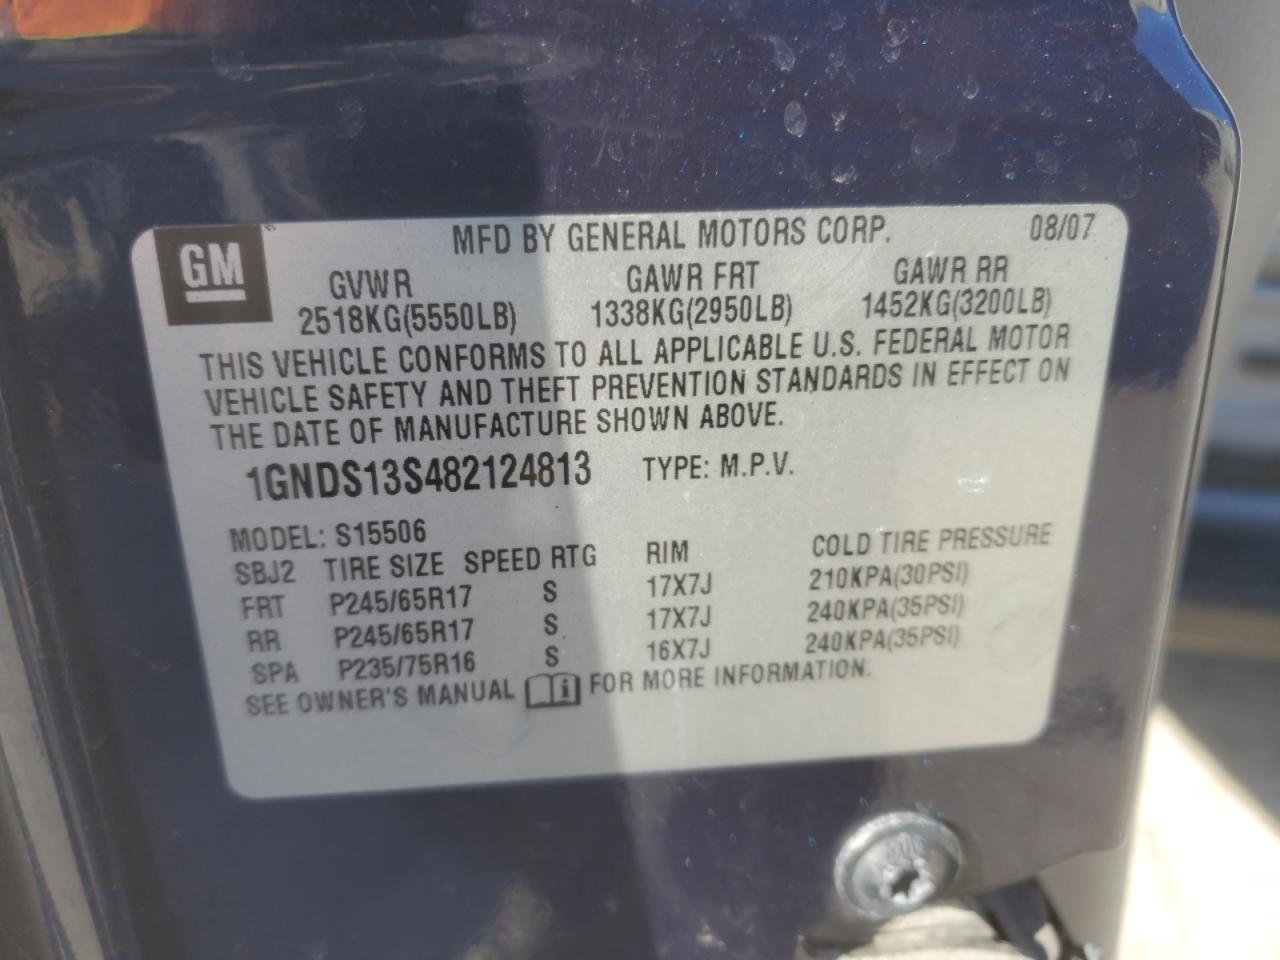 GM
MFD BY GENERAL MOTORS CORP. 08/07
GVWR GAWR FRT GAWR RR
2518KG(5550LB) 1338KG(2950LB) 1452KG(3200LB)
THIS VEHICLE CONFORMS TO ALL APPLICABLE U.S. FEDERAL MOTOR
VEHICLE SAFETY AND THEFT PREVENTION STANDARDS IN EFFECT ON
THE DATE OF MANUFACTURE SHOWN ABOVE.
1GNDS13S482124813 TYPE: M.P.V.
MODEL: S15506
SBJ2 TIRE SIZE SPEED RTG RIM COLD TIRE PRESSURE
FRT P245/65R17 S 17X7J 210KPA(30PSI)
RR P245/65R17 S 17X7J 240KPA(35PSI)
SPA P235/75R16 S 16X7J 240KPA(35PSI)
SEE OWNER'S MANUAL i FOR MORE INFORMATION.